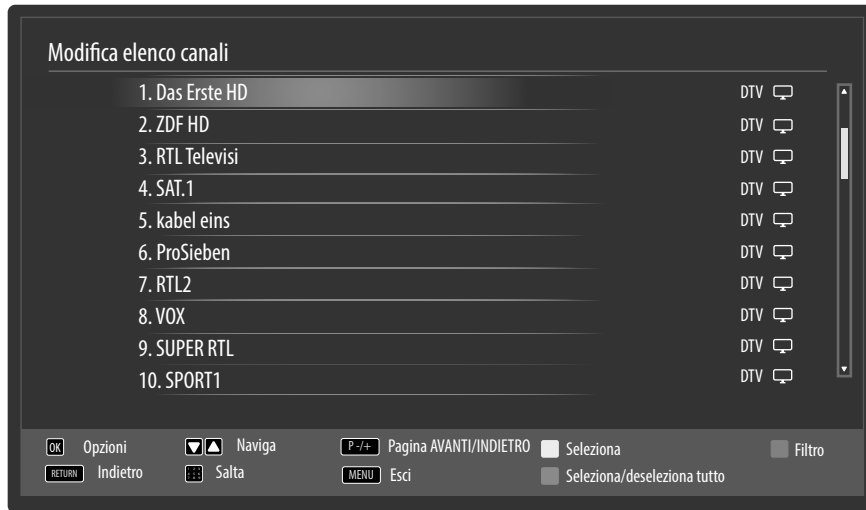 Modifica elenco canali
1. Das Erste HD DTV
2. ZDF HD DTV
3. RTL Televisi DTV
4. SAT.1 DTV
5. kabel eins DTV
6. ProSieben DTV
7. RTL2 DTV
8. VOX DTV
9. SUPER RTL DTV
10. SPORT1 DTV
OK Opzioni Naviga P -/+ Pagina AVANTI/INDIETRO Seleziona Filtro
RETURN Indietro Salta MENU Esci Seleziona/deseleziona tutto